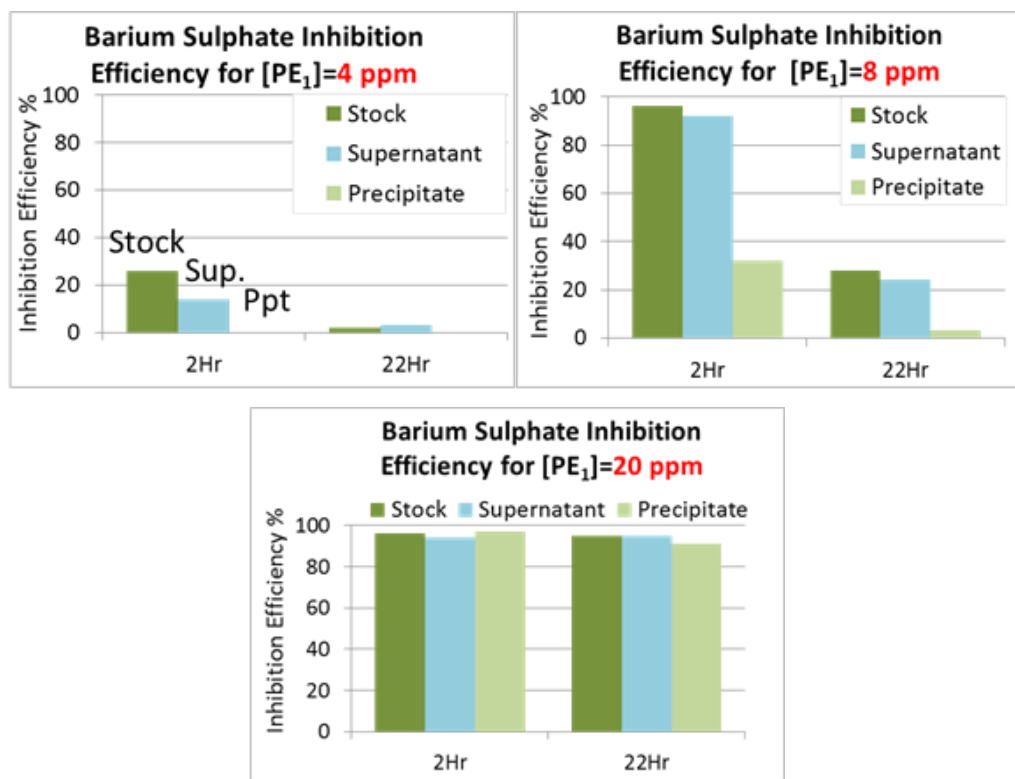 Barium Sulphate Inhibition
Efficiency for [PE₁]=4 ppm
Inhibition Efficiency %
100
80
60
40
20
0
Stock
Supernatant
Precipitate
Stock
Sup.
Ppt
2Hr
22Hr
Barium Sulphate Inhibition
Efficiency for [PE₁]=8 ppm
Inhibition Efficiency %
100
80
60
40
20
0
Stock
Supernatant
Precipitate
2Hr
22Hr
Barium Sulphate Inhibition
Efficiency for [PE₁]=20 ppm
Stock Supernatant Precipitate
Inhibition Efficiency %
100
80
60
40
20
0
2Hr
22Hr